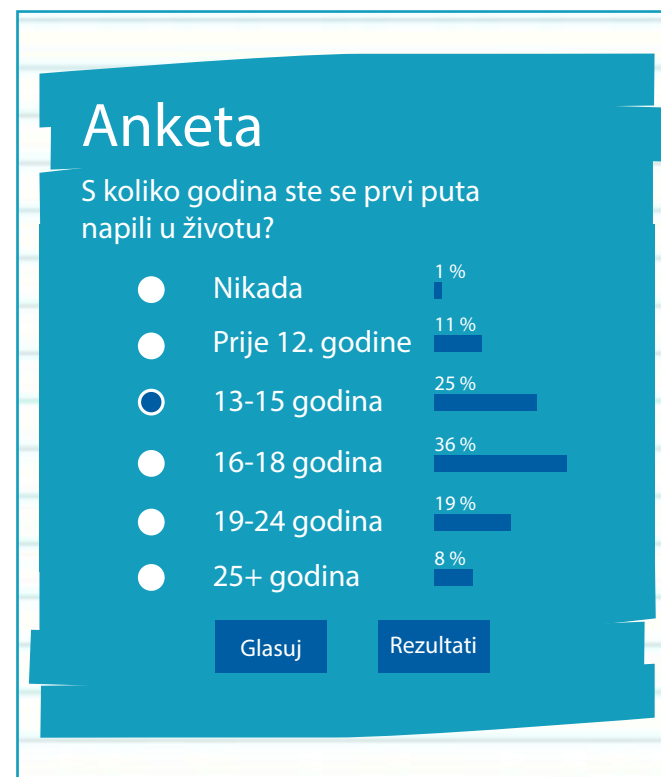 Anketa
S koliko godina ste se prvi puta
napili u životu?
Nikada 1 %
Prije 12. godine 11 %
13-15 godina 25 %
16-18 godina 36 %
19-24 godina 19 %
25+ godina 8 %
Glasuj Rezultati